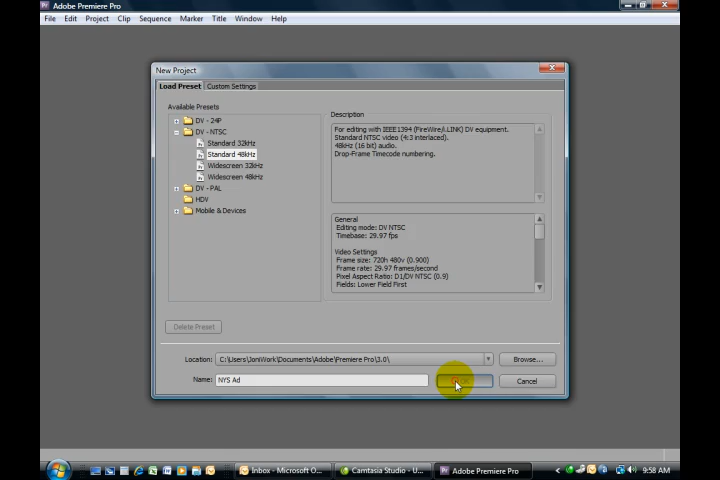 Adobe Premiere Pro
File Edit Project Clip Sequence Marker Title Window Help
New Project
Load Preset Custom Settings
Available Presets
DV - 24P
DV - NTSC
Standard 32kHz
Standard 48kHz
Widescreen 32kHz
Widescreen 48kHz
DV - PAL
HDV
Mobile & Devices
Delete Preset
Description
For editing with IEEE1394 (FireWire/i.LINK) DV equipment.
Standard NTSC video (4:3 interlaced).
48kHz (16 bit) audio.
Drop-Frame Timecode numbering.
General
Editing mode: DV NTSC
Timebase: 29.97 fps
Video Settings
Frame size: 720h 480v (0.900)
Frame rate: 29.97 frames/second
Pixel Aspect Ratio: D1/DV NTSC (0.9)
Fields: Lower Field First
Location: C:\Users\JoniWork\Documents\Adobe\Premiere Pro\3.0\ Browse...
Name: NYS Ad Cancel
Inbox - Microsoft O... Camtasia Studio - U... Adobe Premiere Pro 9:58 AM